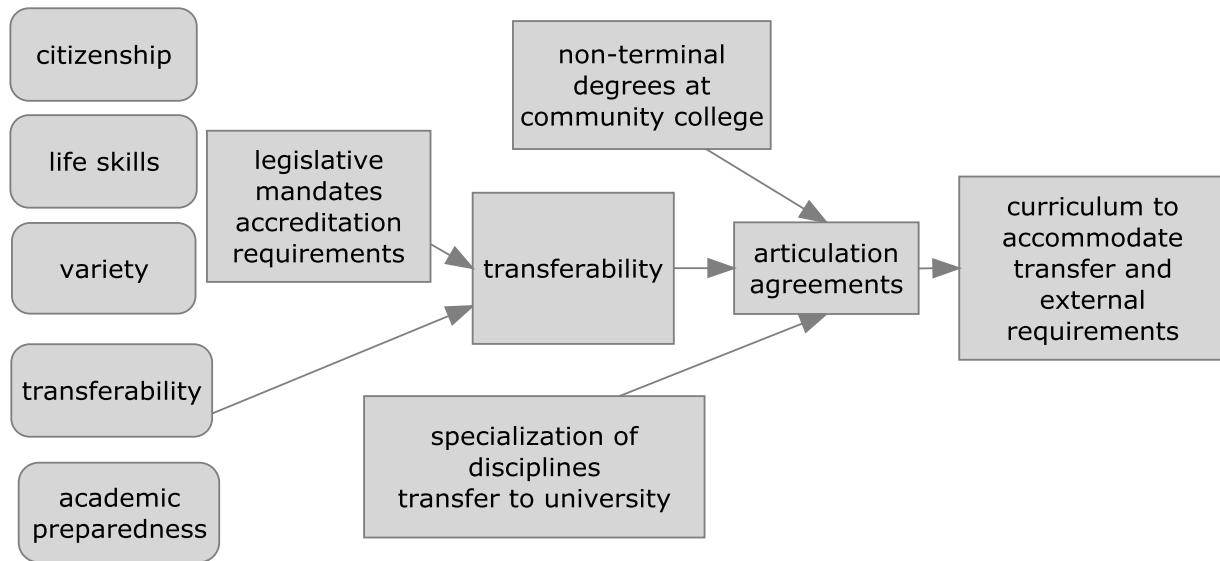 citizenship
life skills
variety
transferability
academic
preparedness
legislative
mandates
accreditation
requirements
transferability
non-terminal
degrees at
community college
specialization of
disciplines
transfer to university
articulation
agreements
curriculum to
accommodate
transfer and
external
requirements